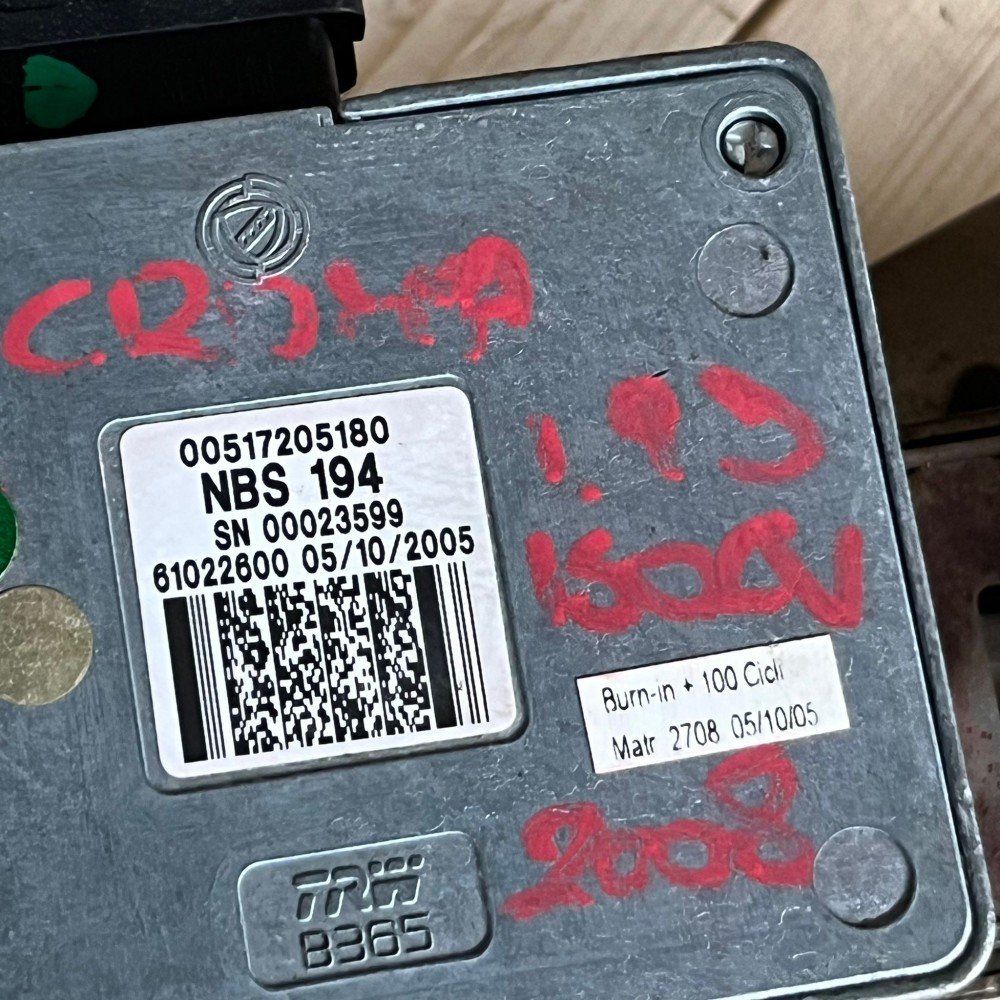 CROMA
00517205180
NBS 194
SN 00023599
61022600 05/10/2005
1.9J
150CV
Burn-in + 100 Cicli
Matr 2708 05/10/05
2008
TRW
B365